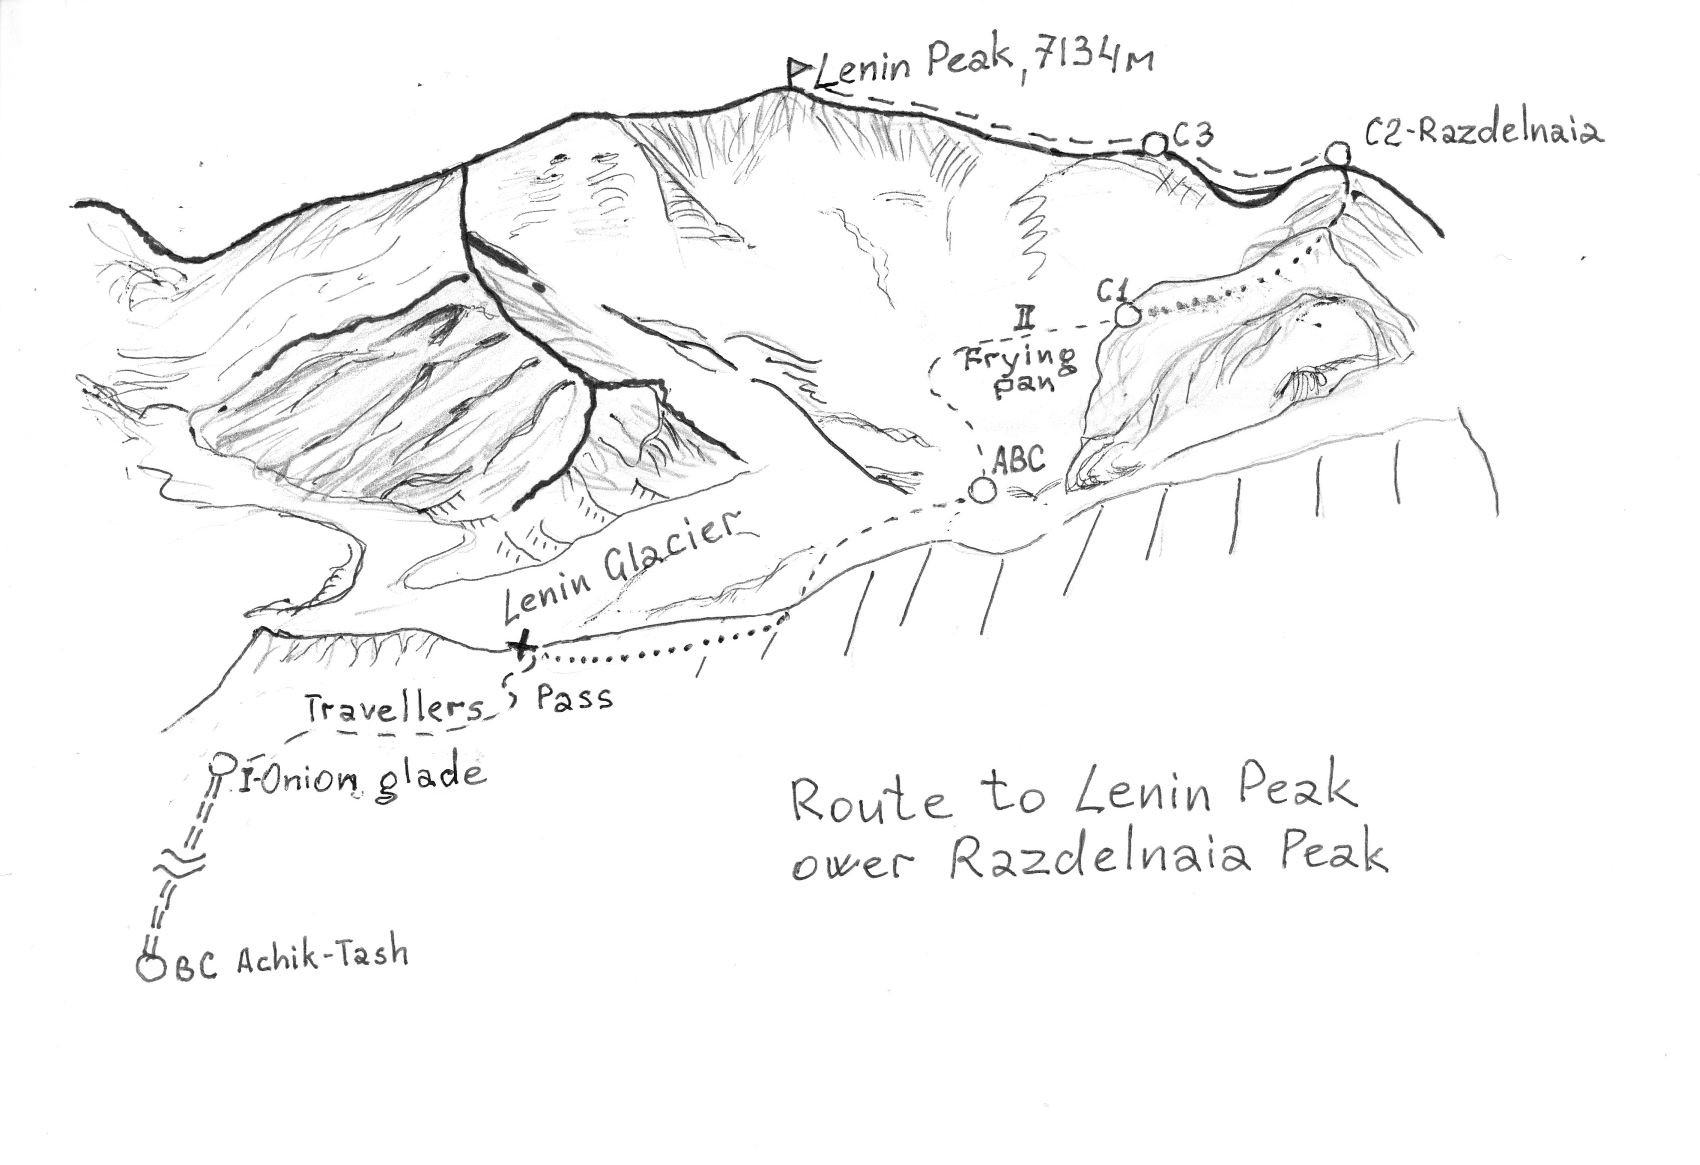 Lenin Peak, 7134м
C3
C2-Razdelnaia
C1
II
Frying
pan
ABC
Lenin Glacier
Travellers Pass
I-Onion glade
Route to Lenin Peak
ower Razdelnaia Peak
BC Achik-Tash